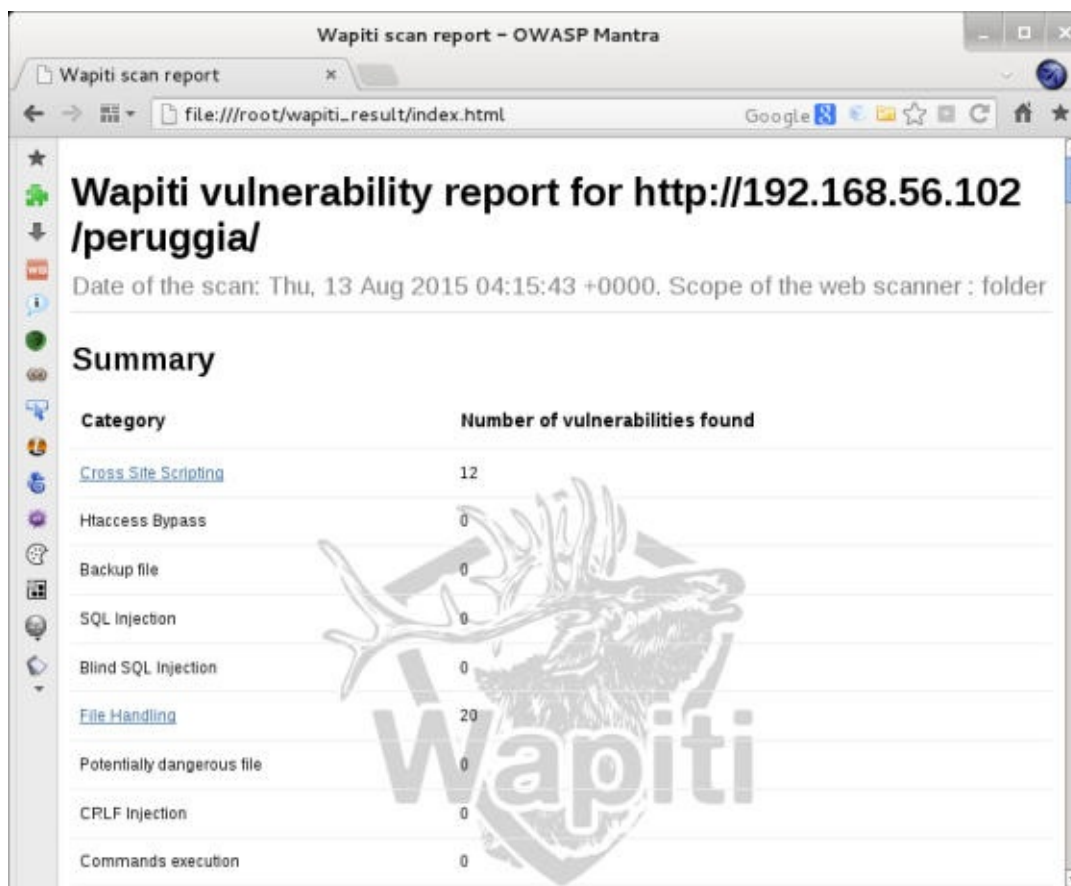 Wapiti scan report - OWASP Mantra
Wapiti scan report
file:///root/wapiti_result/index.html
Google
Wapiti vulnerability report for http://192.168.56.102
/peruggia/
Date of the scan: Thu, 13 Aug 2015 04:15:43 +0000. Scope of the web scanner : folder
Summary
Category Number of vulnerabilities found
Cross Site Scripting 12
Htaccess Bypass 0
Backup file 0
SQL Injection 0
Blind SQL Injection 0
File Handling 20
Potentially dangerous file 0
CRLF Injection 0
Commands execution 0
Wapiti